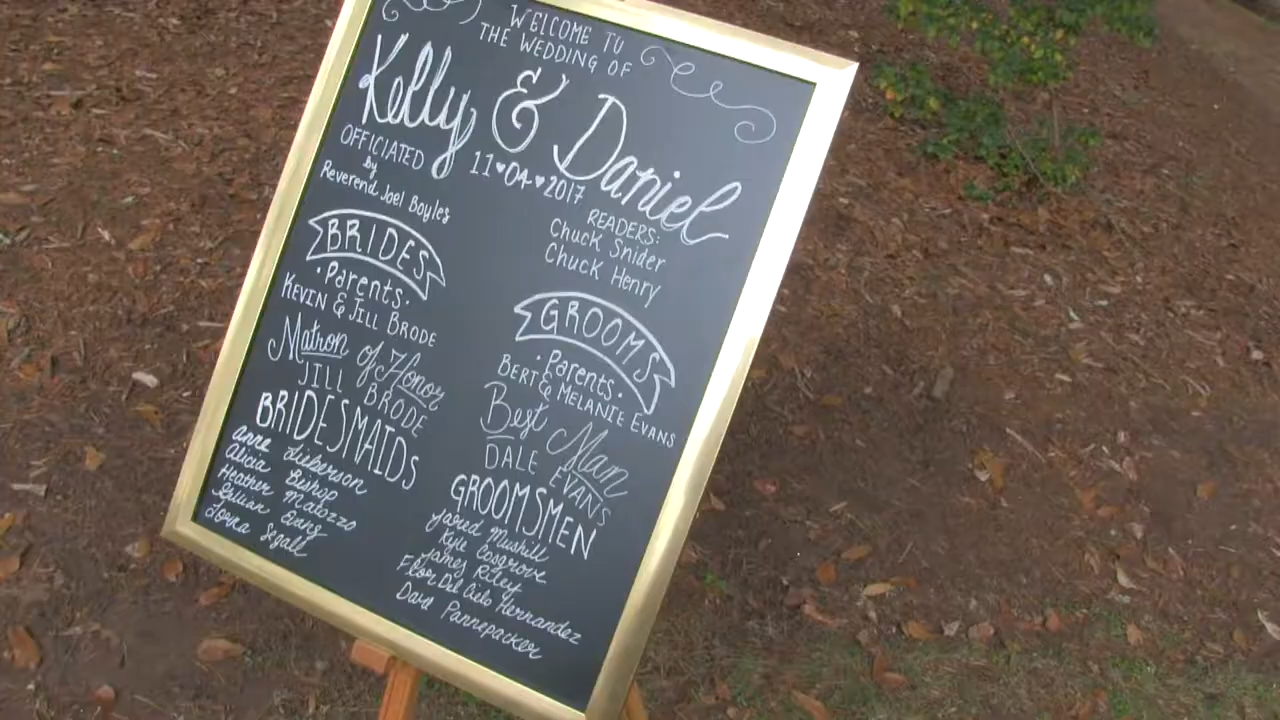 WELCOME TO
THE WEDDING OF
Kelly & Daniel
11♥04♥2017
OFFICIATED
by
Reverend Joel Boyles
READERS:
Chuck Snider
Chuck Henry
BRIDES
·Parents·
KEVIN & JILL BRODE
Matron of Honor
JILL BRODE
BRIDESMAIDS
Anne Lieberson
Alicia Bishop
Heather Matozzo
Gillian Evans
Lorna Segall
GROOMS
·Parents·
BERT & MELANIE EVANS
Best Man
DALE EVANS
GROOMSMEN
Jared Mushill
Kyle Cosgrove
James Riley
Flor Del Cielo Hernandez
Dava Pannepacker